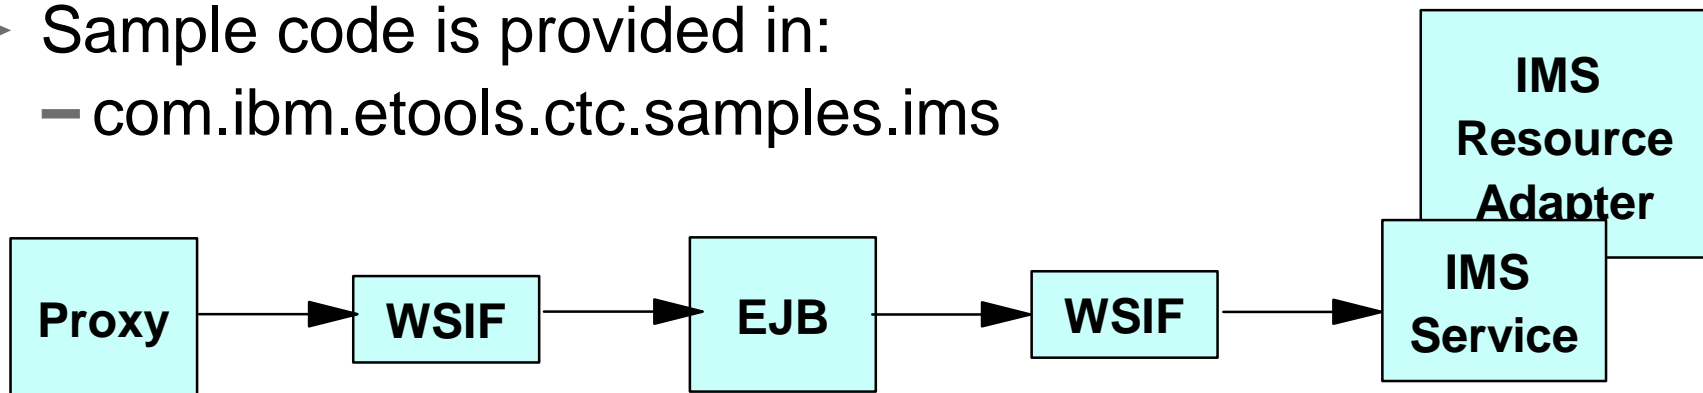 Sample code is provided in:
– com.ibm.etools.ctc.samples.ims
IMS
Resource
Adapter
Proxy
WSIF
EJB
WSIF
IMS
Service